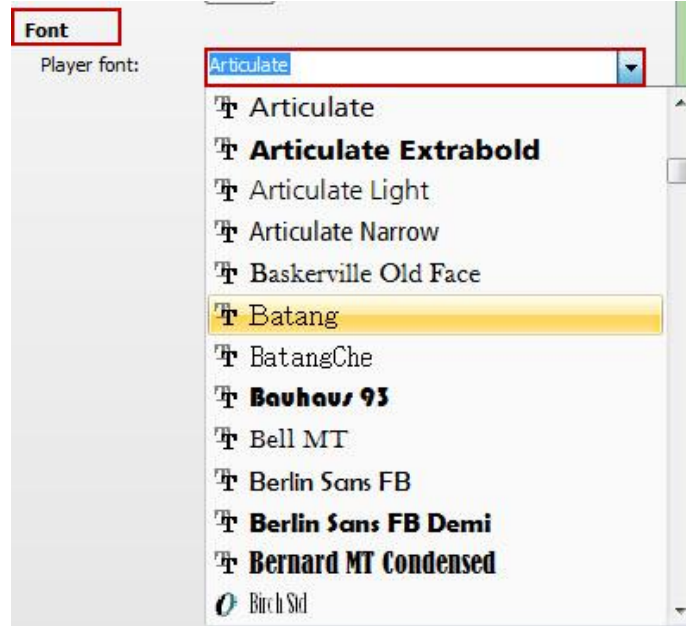 Font
Player font:
Articulate
Articulate
Articulate Extrabold
Articulate Light
Articulate Narrow
Baskerville Old Face
Batang
BatangChe
Bauhaus 93
Bell MT
Berlin Sans FB
Berlin Sans FB Demi
Bernard MT Condensed
Birch Std